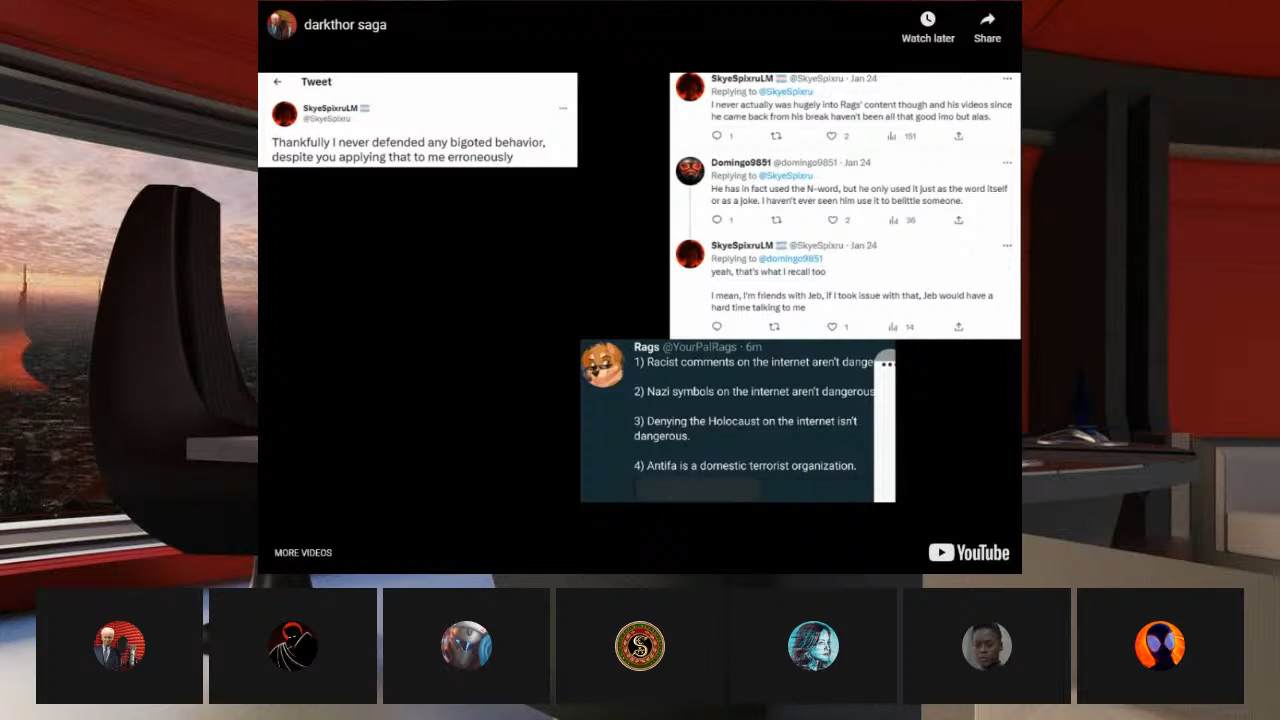 darkthor saga
Watch later
Share
Tweet
SkyeSpixruLM
@SkyeSpixru
Thankfully I never defended any bigoted behavior,
despite you applying that to me erroneously
SkyeSpixruLM @SkyeSpixru · Jan 24
Replying to @SkyeSpixru
I never actually was hugely into Rags' content though and his videos since
he came back from his break haven't been all that good imo but alas.
1 2 151
Domingo9851 @domingo9851 · Jan 24
Replying to @SkyeSpixru
He has in fact used the N-word, but he only used it just as the word itself
or as a joke. I haven't ever seen him use it to belittle someone.
1 2 36
SkyeSpixruLM @SkyeSpixru · Jan 24
Replying to @domingo9851
yeah, that's what I recall too
I mean, I'm friends with Jeb, if I took issue with that, Jeb would have a
hard time talking to me
1 14
Rags @YourPalRags · 6m
1) Racist comments on the internet aren't dange
2) Nazi symbols on the internet aren't dangerous
3) Denying the Holocaust on the internet isn't
dangerous.
4) Antifa is a domestic terrorist organization.
MORE VIDEOS
YouTube
S